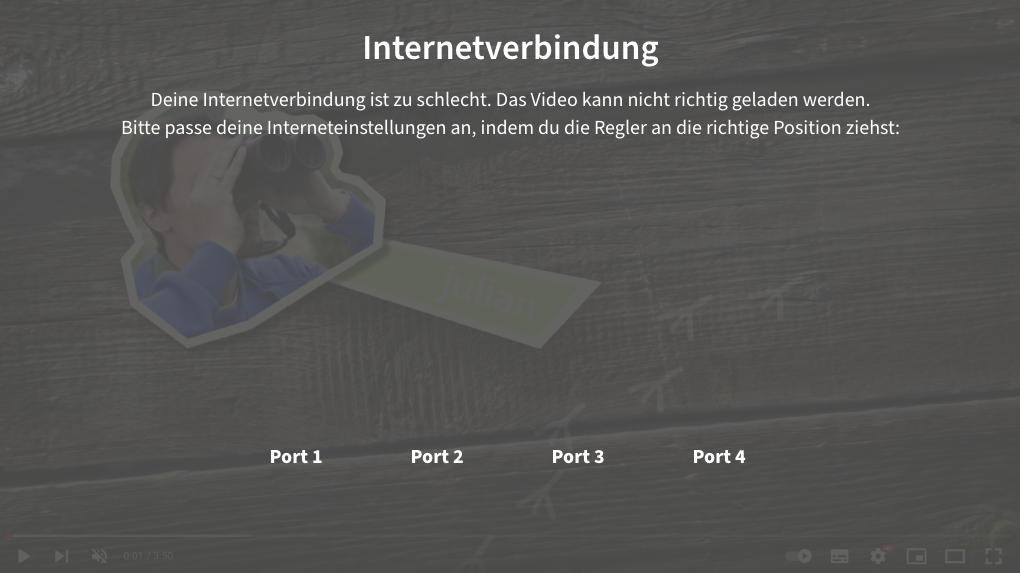 Internetverbindung
Deine Internetverbindung ist zu schlecht. Das Video kann nicht richtig geladen werden.
Bitte passe deine Interneteinstellungen an, indem du die Regler an die richtige Position ziehst:
julian
Port 1 Port 2 Port 3 Port 4
0:01 / 3:50